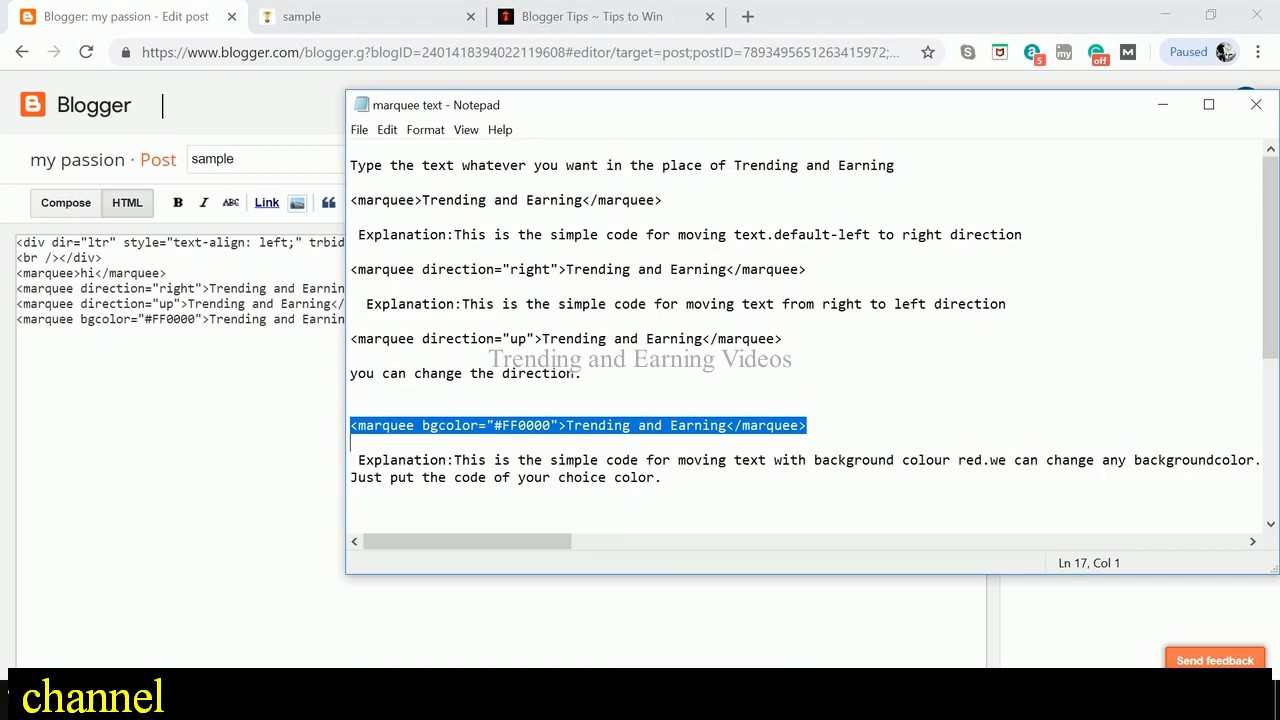 Blogger: my passion - Edit post
sample
Blogger Tips ~ Tips to Win
https://www.blogger.com/blogger.g?blogID=2401418394022119608#editor/target=post;postID=7893495651263415972;...
5
my
off
M
Paused
Blogger
my passion · Post
sample
Compose
HTML
B
I
ABC
Link
<div dir="ltr" style="text-align: left;" trbid
<br /></div>
<marquee>hi</marquee>
<marquee direction="right">Trending and Earnin
<marquee direction="up">Trending and Earning</
<marquee bgcolor="#FF0000">Trending and Earnin
marquee text - Notepad
File Edit Format View Help
Type the text whatever you want in the place of Trending and Earning
<marquee>Trending and Earning</marquee>
Explanation:This is the simple code for moving text.default-left to right direction
<marquee direction="right">Trending and Earning</marquee>
Explanation:This is the simple code for moving text from right to left direction
<marquee direction="up">Trending and Earning</marquee>
Trending and Earning Videos
you can change the direction.
<marquee bgcolor="#FF0000">Trending and Earning</marquee>
Explanation:This is the simple code for moving text with background colour red.we can change any backgroundcolor.
Just put the code of your choice color.
Ln 17, Col 1
Send feedback
channel